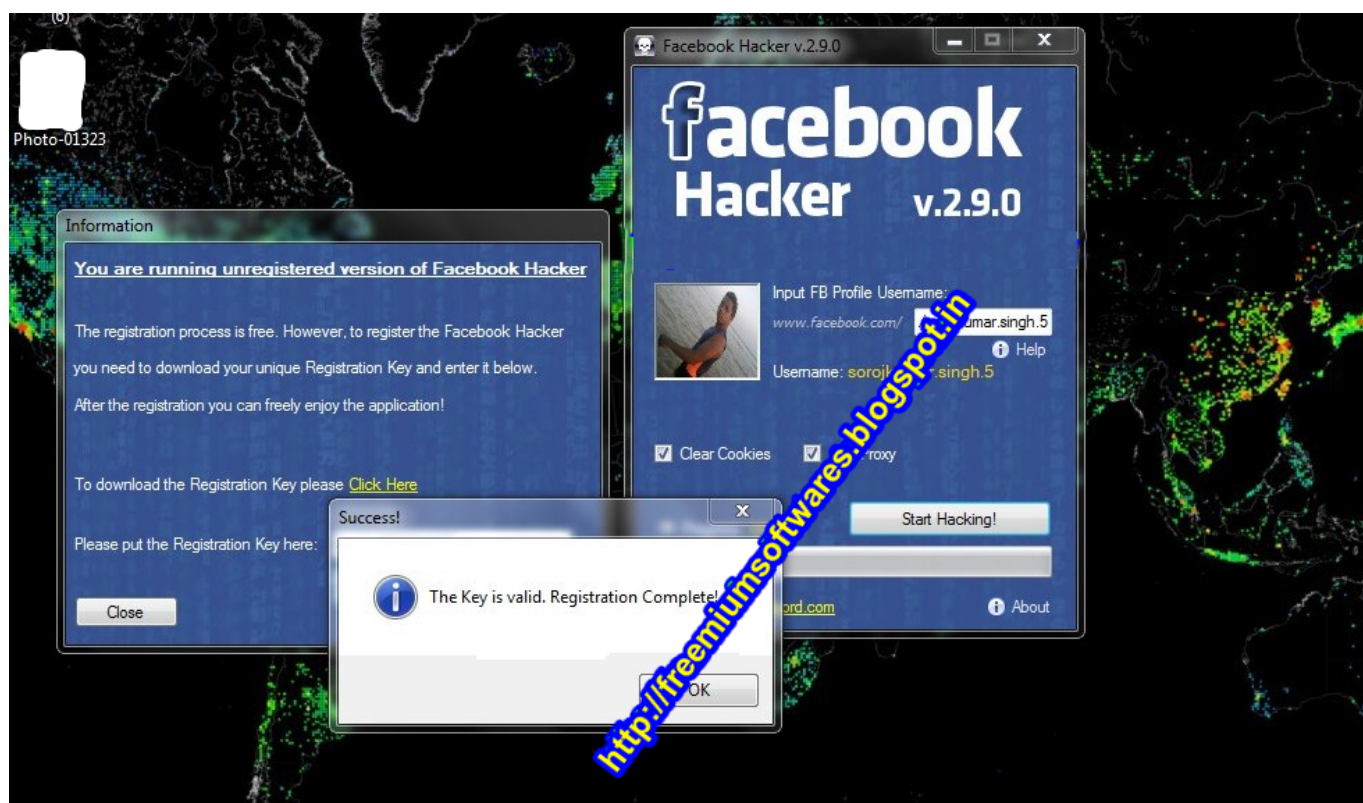 (6)
Photo-01323
Information
You are running unregistered version of Facebook Hacker
The registration process is free. However, to register the Facebook Hacker
you need to download your unique Registration Key and enter it below.
After the registration you can freely enjoy the application!
To download the Registration Key please Click Here
Please put the Registration Key here:
Close
Success!
X
The Key is valid. Registration Complete!
OK
Facebook Hacker v.2.9.0
X
facebook
Hacker v.2.9.0
Input FB Profile Username:
www.facebook.com/ umar.singh.5
Help
Username: sorojk r.singh.5
Clear Cookies
Start Hacking!
ord.com
About
http://freemiumsoftwares.blogspot.in